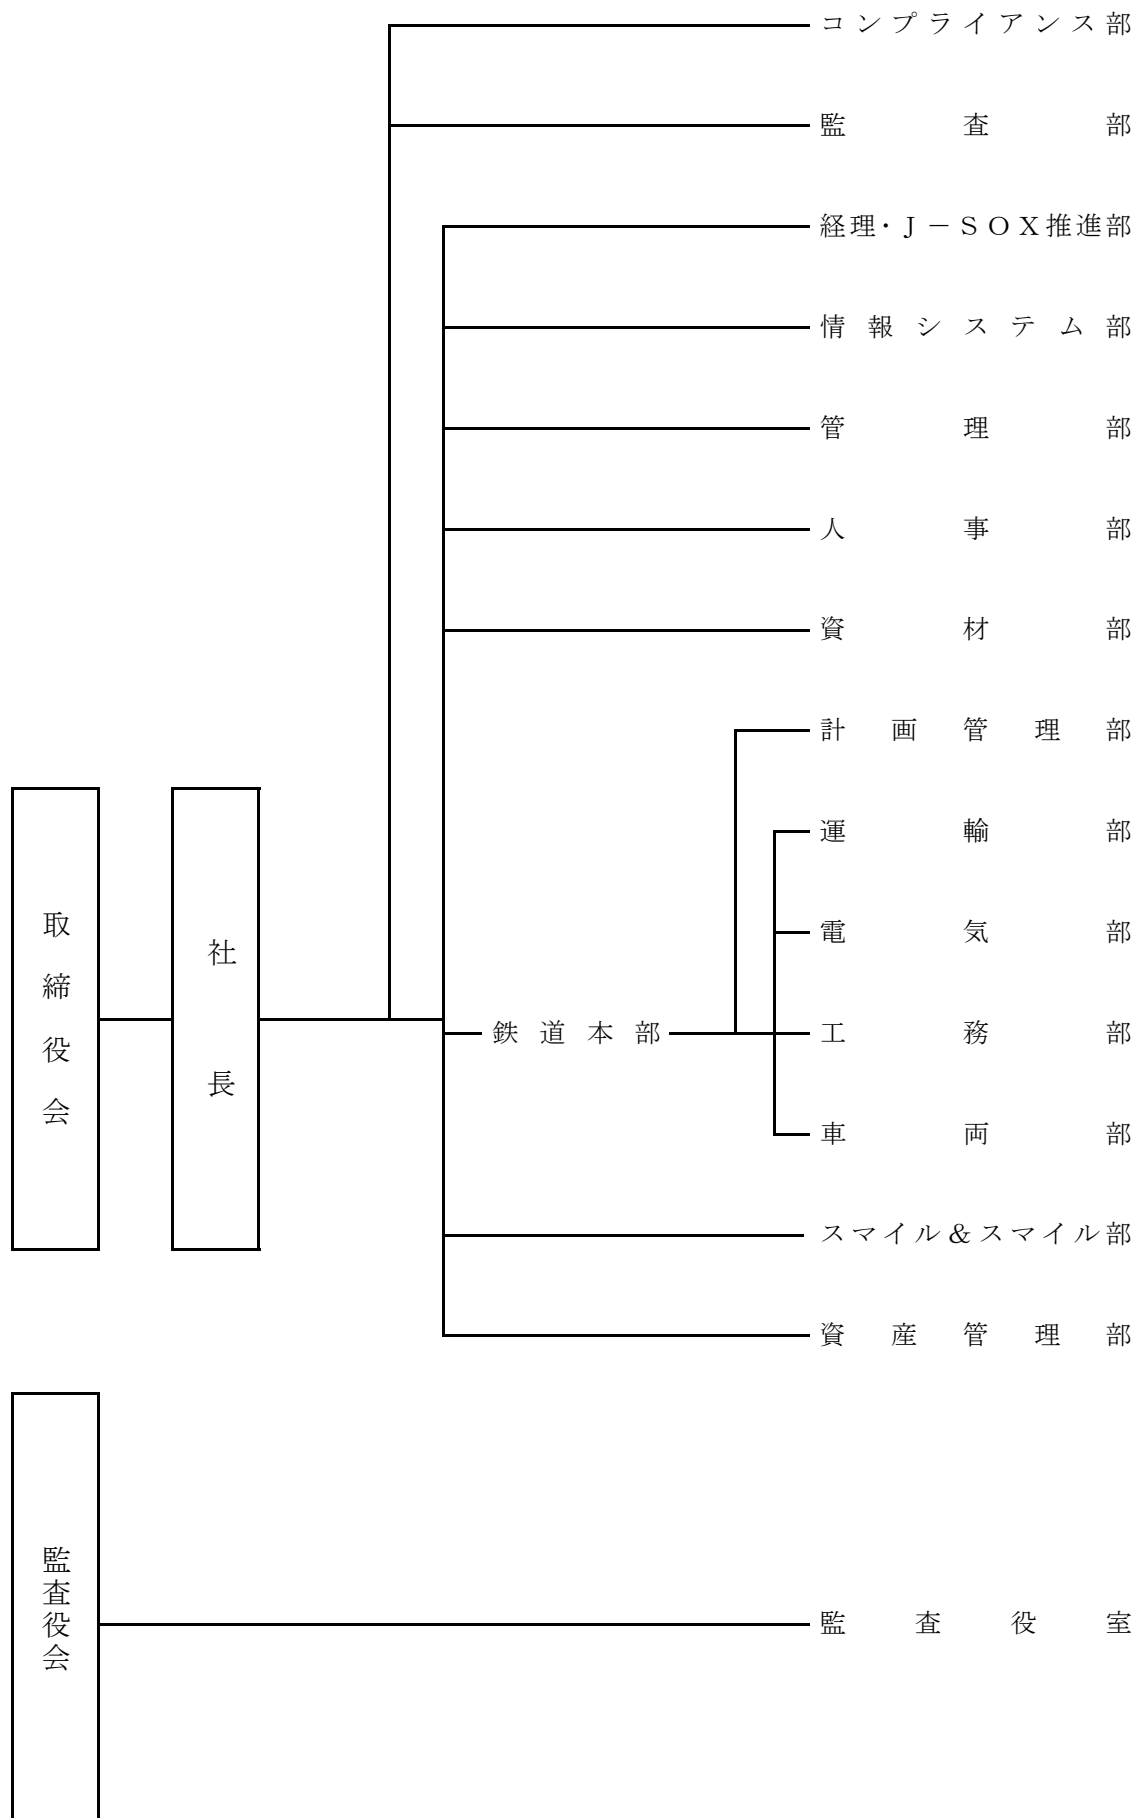 コンプライアンス部
監査部
経理・J－SOX推進部
情報システム部
管理部
人事部
資材部
計画管理部
運輸部
電気部
取締役会
社長
鉄道本部
工務部
車両部
スマイル＆スマイル部
資産管理部
監査役会
監査役室